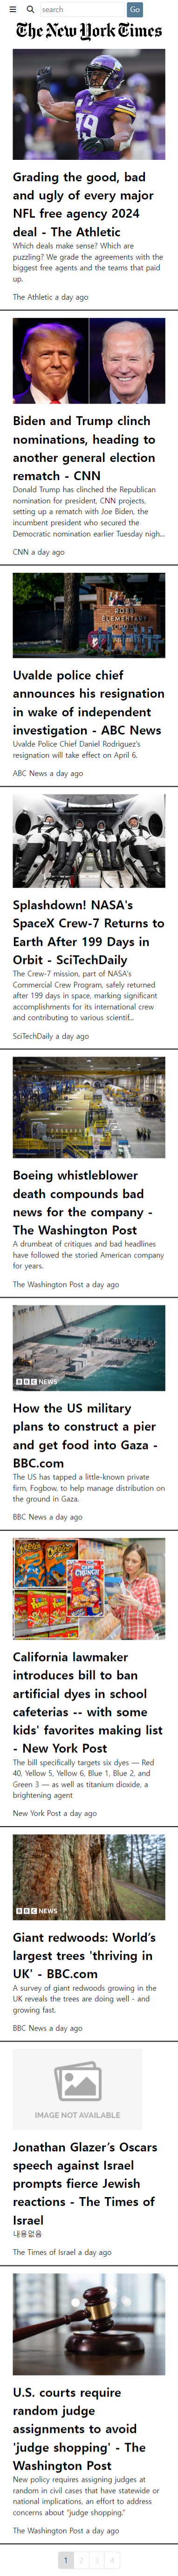 search Go
The New York Times
Grading the good, bad
and ugly of every major
NFL free agency 2024
deal - The Athletic
Which deals make sense? Which are
puzzling? We grade the agreements with the
biggest free agents and the teams that paid
up.
The Athletic a day ago
Biden and Trump clinch
nominations, heading to
another general election
rematch - CNN
Donald Trump has clinched the Republican
nomination for president, CNN projects,
setting up a rematch with Joe Biden, the
incumbent president who secured the
Democratic nomination earlier Tuesday nigh...
CNN a day ago
Uvalde police chief
announces his resignation
in wake of independent
investigation - ABC News
Uvalde Police Chief Daniel Rodriguez's
resignation will take effect on April 6.
ABC News a day ago
Splashdown! NASA's
SpaceX Crew-7 Returns to
Earth After 199 Days in
Orbit - SciTechDaily
The Crew-7 mission, part of NASA's
Commercial Crew Program, safely returned
after 199 days in space, marking significant
accomplishments for its international crew
and contributing to various scientif...
SciTechDaily a day ago
Boeing whistleblower
death compounds bad
news for the company -
The Washington Post
A drumbeat of critiques and bad headlines
have followed the storied American company
for years.
The Washington Post a day ago
BBC NEWS
How the US military
plans to construct a pier
and get food into Gaza -
BBC.com
The US has tapped a little-known private
firm, Fogbow, to help manage distribution on
the ground in Gaza.
BBC News a day ago
California lawmaker
introduces bill to ban
artificial dyes in school
cafeterias -- with some
kids' favorites making list
- New York Post
The bill specifically targets six dyes — Red
40, Yellow 5, Yellow 6, Blue 1, Blue 2, and
Green 3 — as well as titanium dioxide, a
brightening agent
New York Post a day ago
BBC NEWS
Giant redwoods: World's
largest trees 'thriving in
UK' - BBC.com
A survey of giant redwoods growing in the
UK reveals the trees are doing well - and
growing fast.
BBC News a day ago
IMAGE NOT AVAILABLE
Jonathan Glazer's Oscars
speech against Israel
prompts fierce Jewish
reactions - The Times of
Israel
내용없음
The Times of Israel a day ago
U.S. courts require
random judge
assignments to avoid
'judge shopping' - The
Washington Post
New policy requires assigning judges at
random in civil cases that have statewide or
national implications, an effort to address
concerns about "judge shopping."
The Washington Post a day ago
1 2 3 4